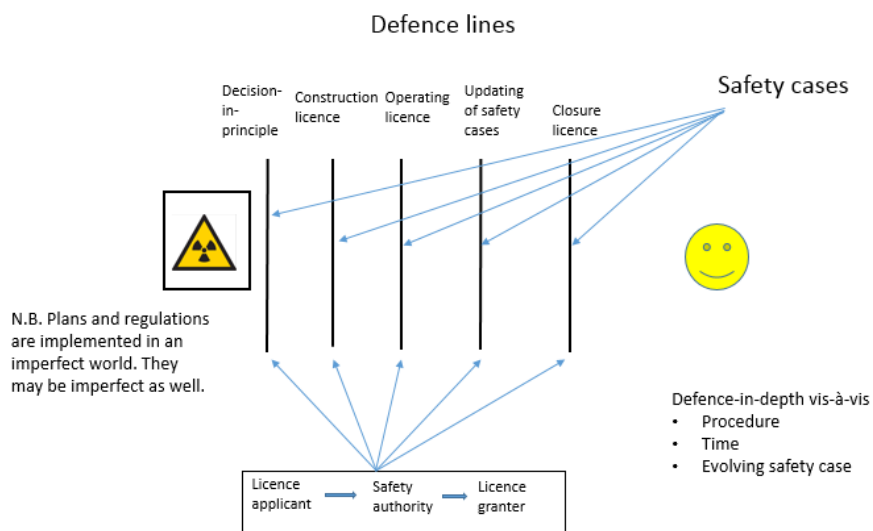 Defence lines
Safety cases
Decision-
in-
principle
Construction
licence
Operating
licence
Updating
of safety
cases
Closure
licence
N.B. Plans and regulations
are implemented in an
imperfect world. They
may be imperfect as well.
Defence-in-depth vis-à-vis
• Procedure
• Time
• Evolving safety case
Licence
applicant
Safety
authority
Licence
granter